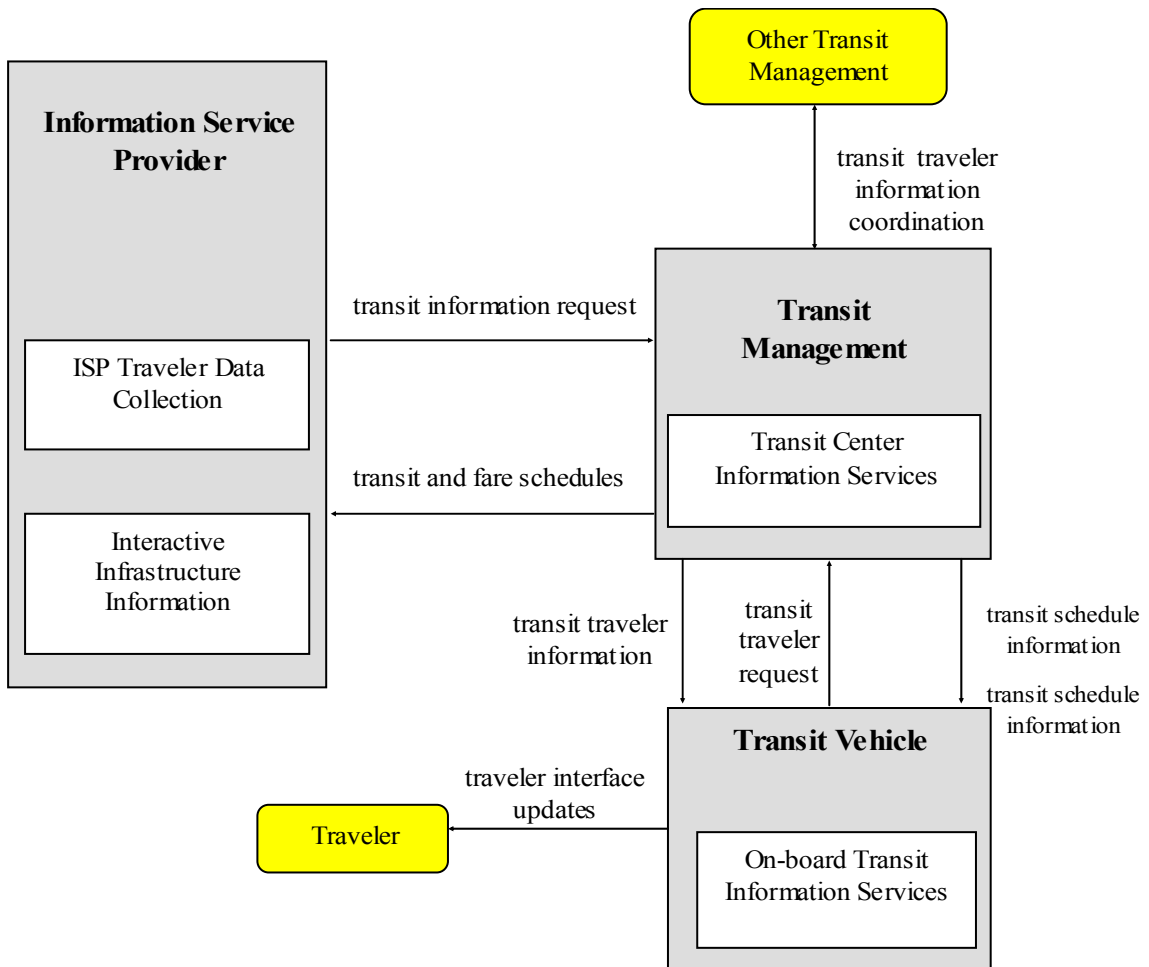 Other Transit
Management
Information Service
Provider
transit traveler
information
coordination
transit information request
Transit
Management
ISP Traveler Data
Collection
Transit Center
Information Services
transit and fare schedules
Interactive
Infrastructure
Information
transit traveler
information
transit
traveler
request
transit schedule
information
transit schedule
information
Transit Vehicle
traveler interface
updates
Traveler
On-board Transit
Information Services